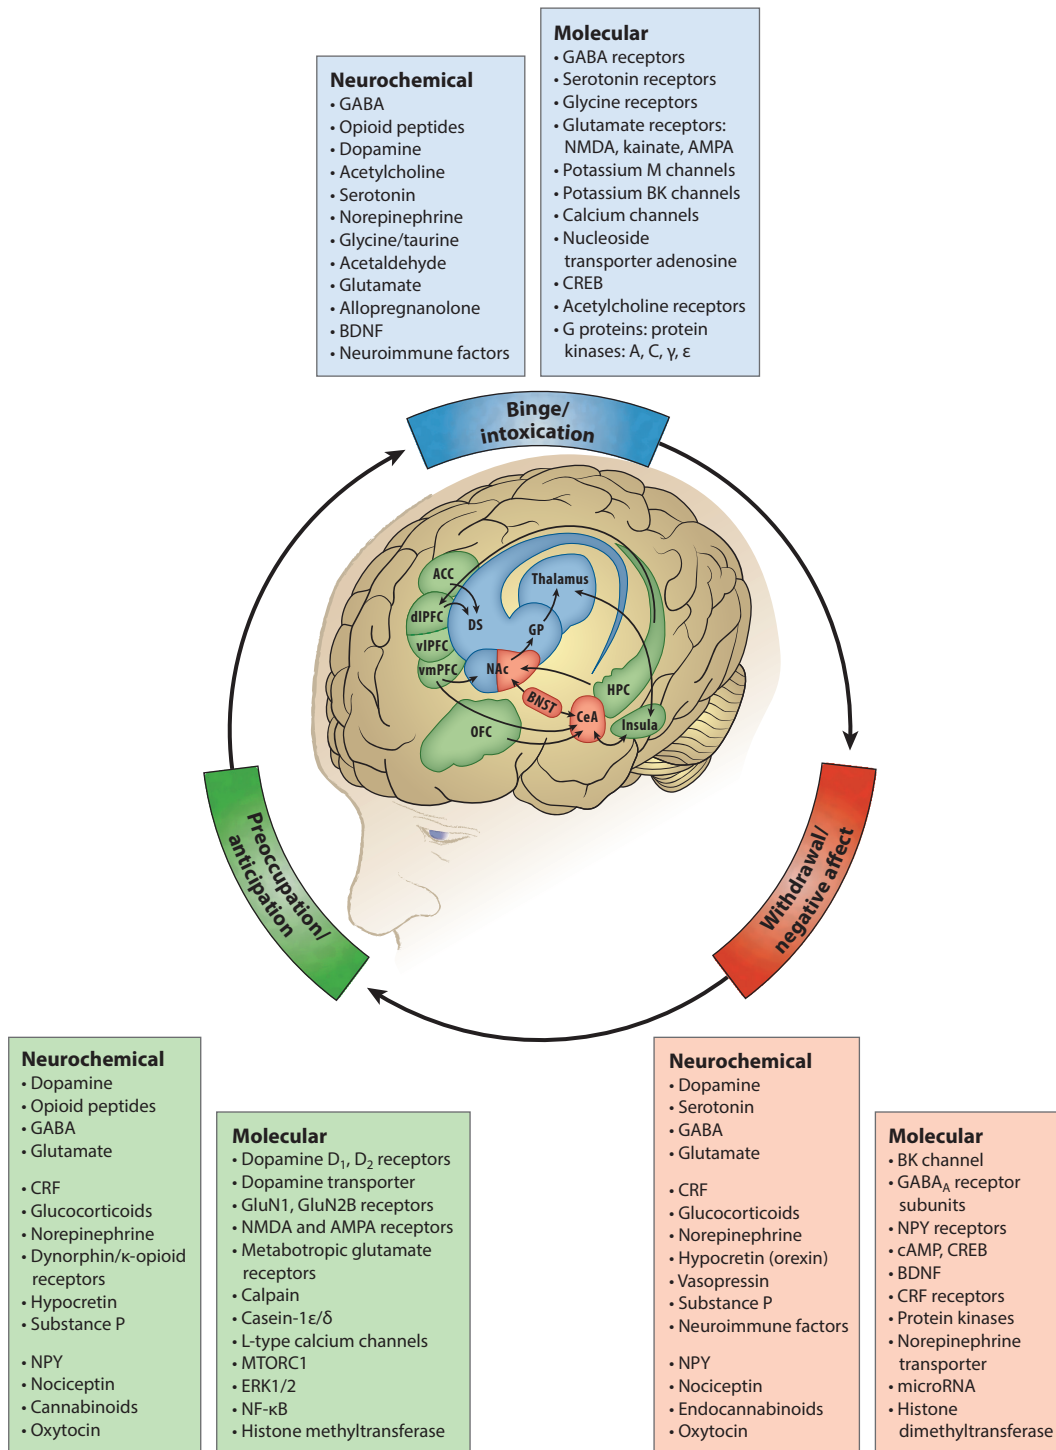 Neurochemical
• GABA
• Opioid peptides
• Dopamine
• Acetylcholine
• Serotonin
• Norepinephrine
• Glycine/taurine
• Acetaldehyde
• Glutamate
• Allopregnanolone
• BDNF
• Neuroimmune factors
Molecular
• GABA receptors
• Serotonin receptors
• Glycine receptors
• Glutamate receptors:
NMDA, kainate, AMPA
• Potassium M channels
• Potassium BK channels
• Calcium channels
• Nucleoside
transporter adenosine
• CREB
• Acetylcholine receptors
• G proteins: protein
kinases: A, C, γ, ε
Binge/
intoxication
ACC
dlPFC
vlPFC
vmPFC
DS
Thalamus
GP
NAc
BNST
CeA
HPC
Insula
OFC
Withdrawal/
negative affect
Preoccupation/
anticipation
Neurochemical
• Dopamine
• Opioid peptides
• GABA
• Glutamate
• CRF
• Glucocorticoids
• Norepinephrine
• Dynorphin/κ-opioid
receptors
• Hypocretin
• Substance P
• NPY
• Nociceptin
• Cannabinoids
• Oxytocin
Molecular
• Dopamine D₁, D₂ receptors
• Dopamine transporter
• GluN1, GluN2B receptors
• NMDA and AMPA receptors
• Metabotropic glutamate
receptors
• Calpain
• Casein-1ε/δ
• L-type calcium channels
• MTORC1
• ERK1/2
• NF-κB
• Histone methyltransferase
Neurochemical
• Dopamine
• Serotonin
• GABA
• Glutamate
• CRF
• Glucocorticoids
• Norepinephrine
• Hypocretin (orexin)
• Vasopressin
• Substance P
• Neuroimmune factors
• NPY
• Nociceptin
• Endocannabinoids
• Oxytocin
Molecular
• BK channel
• GABA_A receptor
subunits
• NPY receptors
• cAMP, CREB
• BDNF
• CRF receptors
• Protein kinases
• Norepinephrine
transporter
• microRNA
• Histone
dimethyltransferase